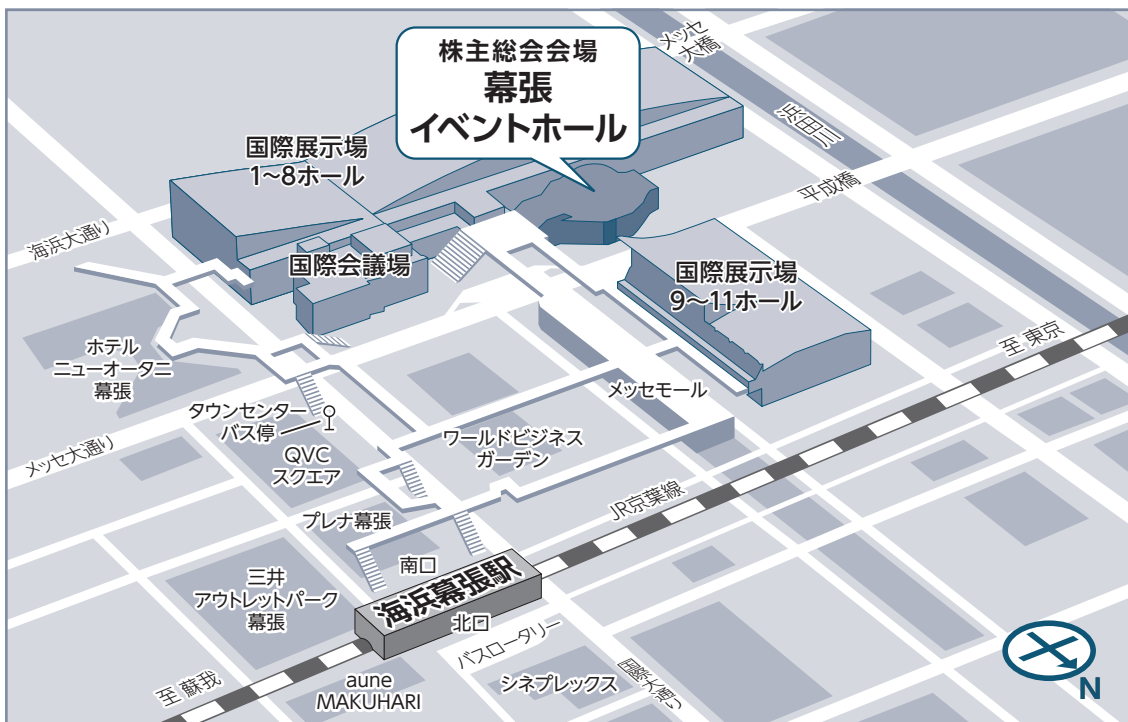 株主総会会場
幕張
イベントホール
メッセ
大橋
浜田川
平成橋
国際展示場
1〜8ホール
海浜大通り
国際会議場
国際展示場
9〜11ホール
至 東京
ホテル
ニューオータニ
幕張
メッセモール
タウンセンター
バス停
メッセ大通り
QVC
スクエア
ワールドビジネス
ガーデン
JR京葉線
プレナ幕張
南口
海浜幕張駅
北口
三井
アウトレットパーク
幕張
バスロータリー
国際大通り
シネプレックス
至 蘇我
aune
MAKUHARI
N